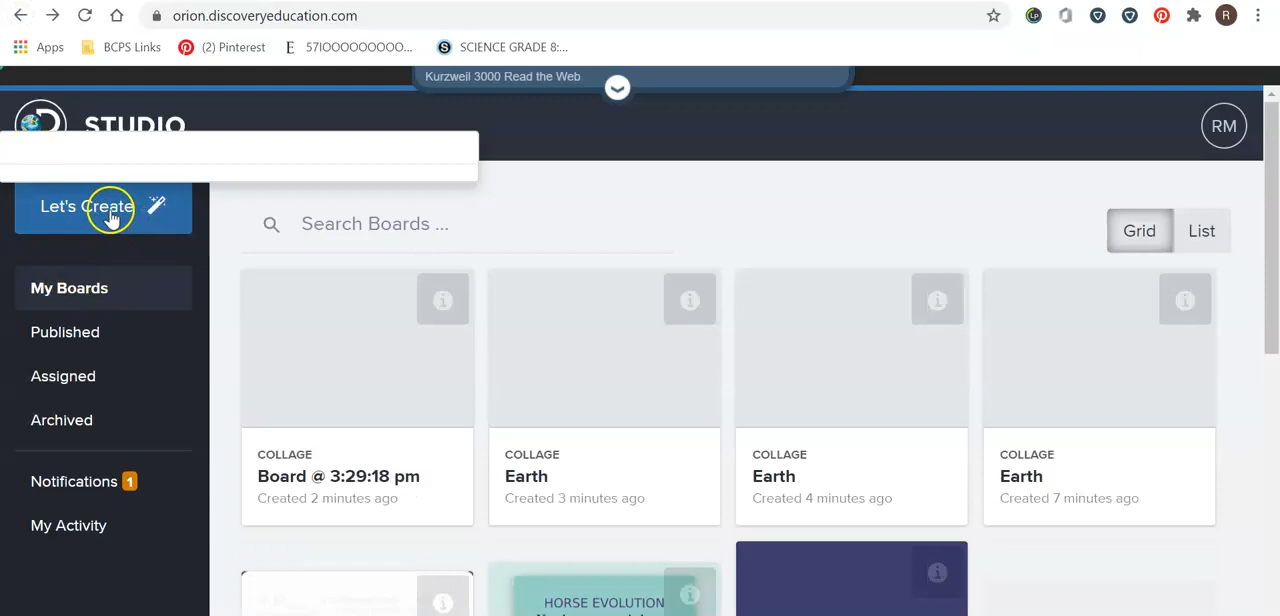 orion.discoveryeducation.com
Lp
R
Apps
BCPS Links
(2) Pinterest
E 57IOOOOOOOOO...
S SCIENCE GRADE 8:...
Kurzweil 3000 Read the Web
STUDIO
RM
Let's Create
Search Boards ...
Grid
List
My Boards
Published
Assigned
Archived
Notifications 1
My Activity
COLLAGE
Board @ 3:29:18 pm
Created 2 minutes ago
COLLAGE
Earth
Created 3 minutes ago
COLLAGE
Earth
Created 4 minutes ago
COLLAGE
Earth
Created 7 minutes ago
HORSE EVOLUTION